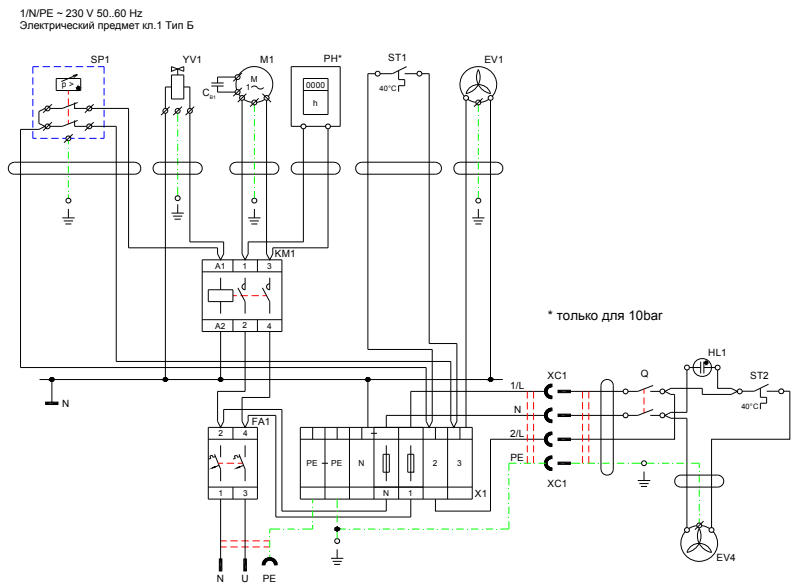 1/N/PE ~ 230 V 50..60 Hz
Электрический предмет кл.1 Тип Б
SP1 YV1 M1 PH* ST1 EV1
p > M 1 0000
C B1 h 40°C
KM1
A1 1 3
A2 2 4
* только для 10bar
N
HL1
1/L XC1 Q ST2
N 40°C
2/L
PE
XC1
FA1
2 4
PE PE N 2 3
1 3
N 1 X1
EV4
N U PE